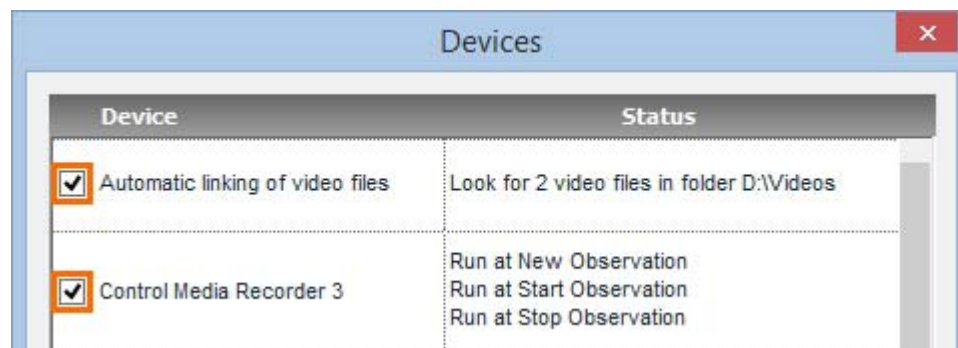 Devices
Device Status
Automatic linking of video files Look for 2 video files in folder D:\Videos
Run at New Observation
Control Media Recorder 3 Run at Start Observation
Run at Stop Observation